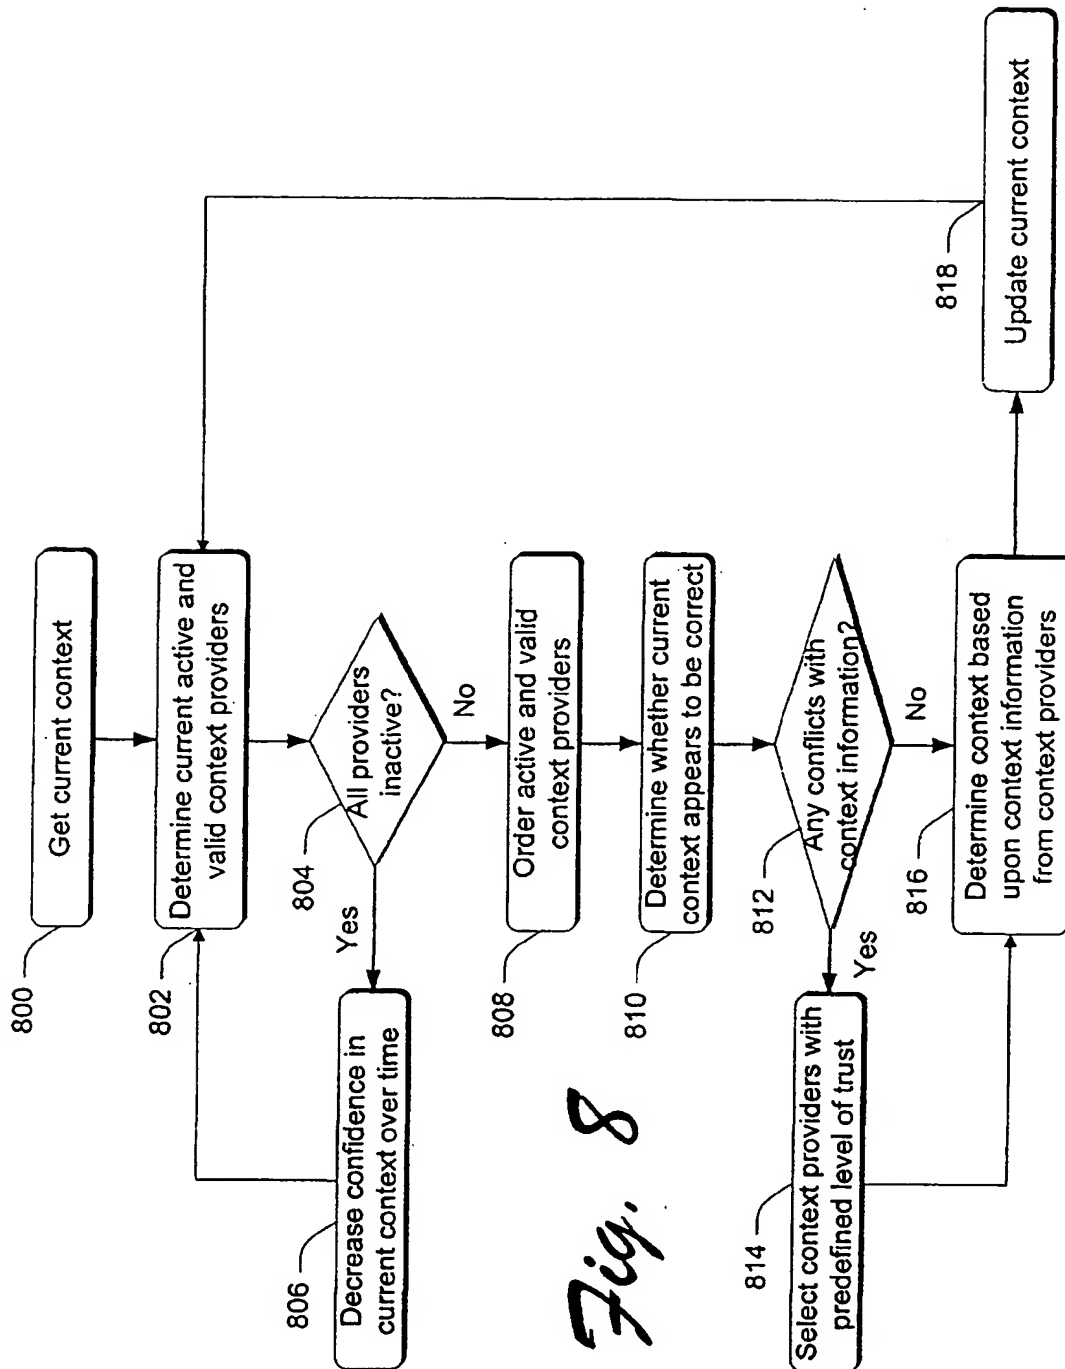 800
Get current context
802
Determine current active and
valid context providers
804
All providers
inactive?
Yes
No
806
Decrease confidence in
current context over time
808
Order active and valid
context providers
810
Determine whether current
context appears to be correct
812
Any conflicts with
context information?
Yes
No
814
Select context providers with
predefined level of trust
816
Determine context based
upon context information
from context providers
818
Update current context
Fig. 8